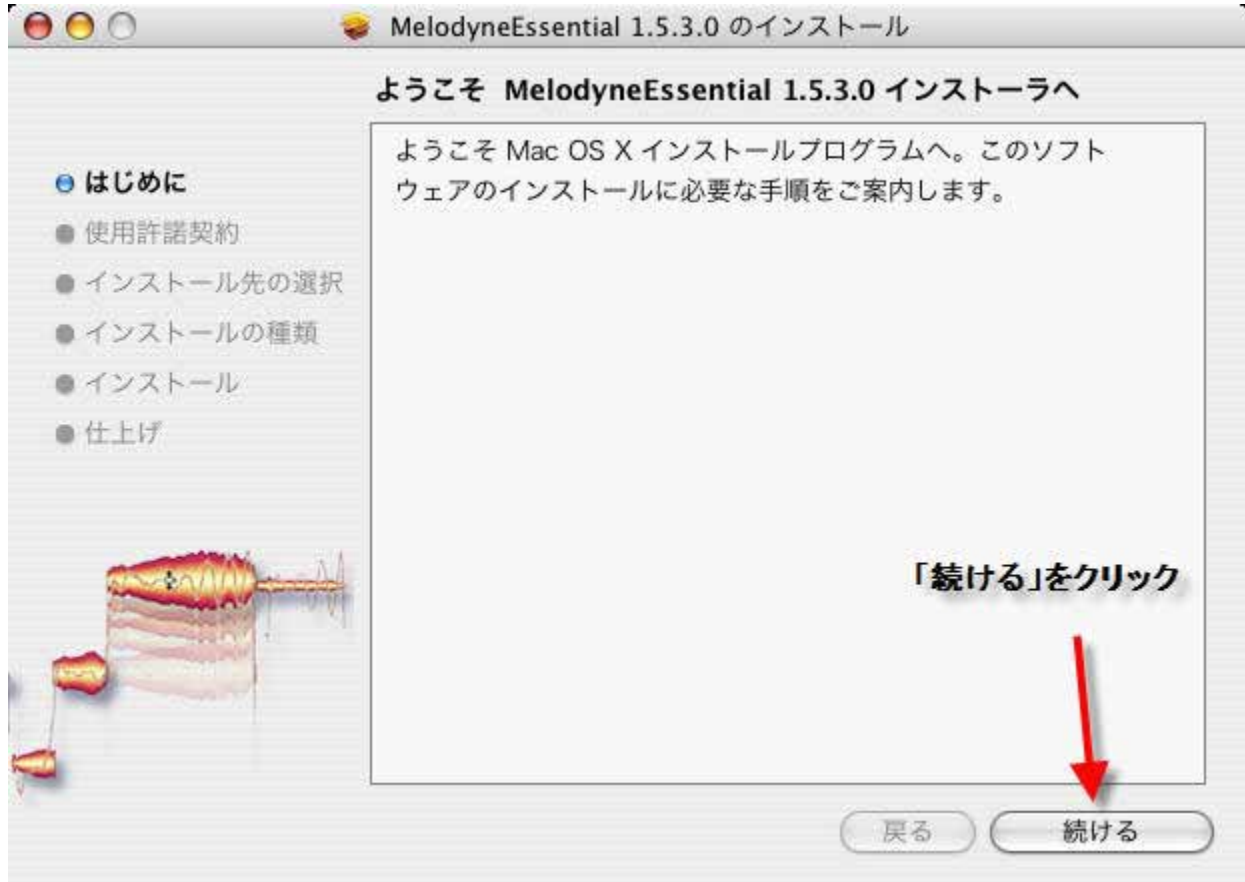 MelodyneEssential 1.5.3.0 のインストール
ようこそ MelodyneEssential 1.5.3.0 インストーラへ
はじめに
使用許諾契約
インストール先の選択
インストールの種類
インストール
仕上げ
ようこそ Mac OS X インストールプログラムへ。このソフト
ウェアのインストールに必要な手順をご案内します。
「続ける」をクリック
戻る
続ける